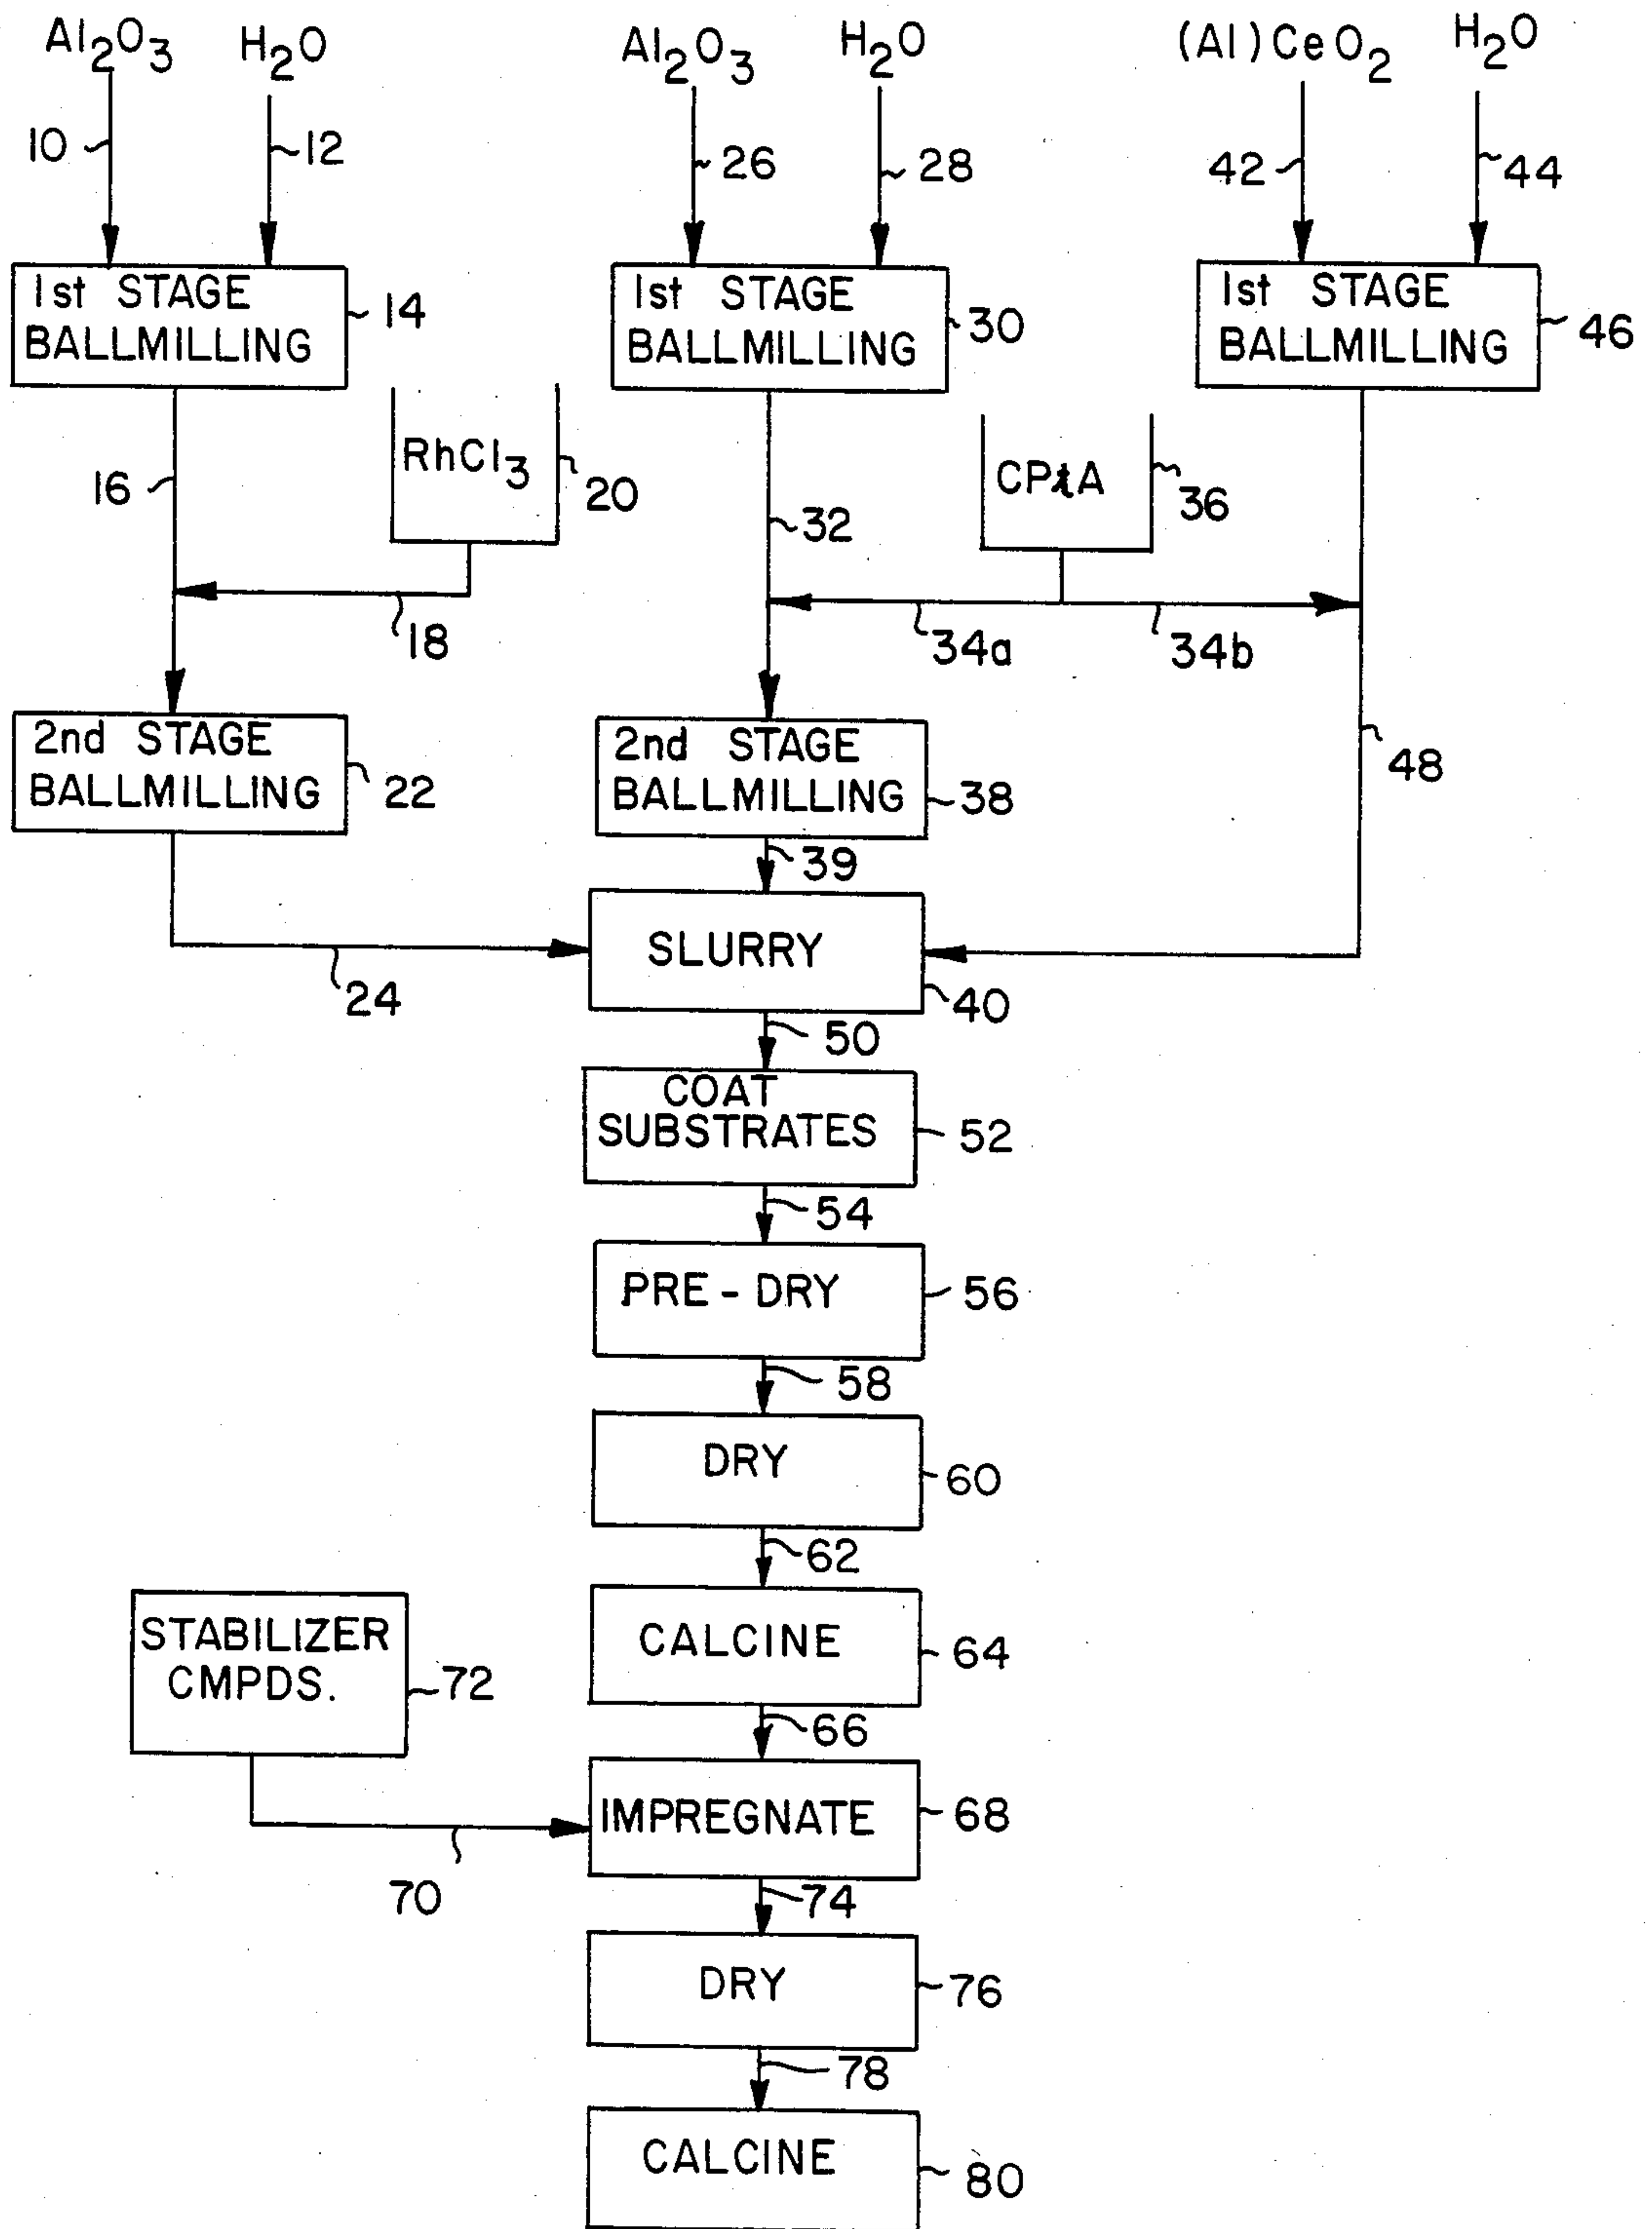 Al2O3 H2O
Al2O3 H2O
(Al)CeO2 H2O
10 12
26 28
42 44
1st STAGE
BALLMILLING
14
1st STAGE
BALLMILLING
30
1st STAGE
BALLMILLING
46
RhCl3
20
16
CPtA
36
32
18
34a
34b
48
2nd STAGE
BALLMILLING
22
2nd STAGE
BALLMILLING
38
39
24
SLURRY
40
50
COAT
SUBSTRATES
52
54
PRE-DRY
56
58
DRY
60
62
CALCINE
64
STABILIZER
CMPDS.
72
66
IMPREGNATE
68
70
74
DRY
76
78
CALCINE
80